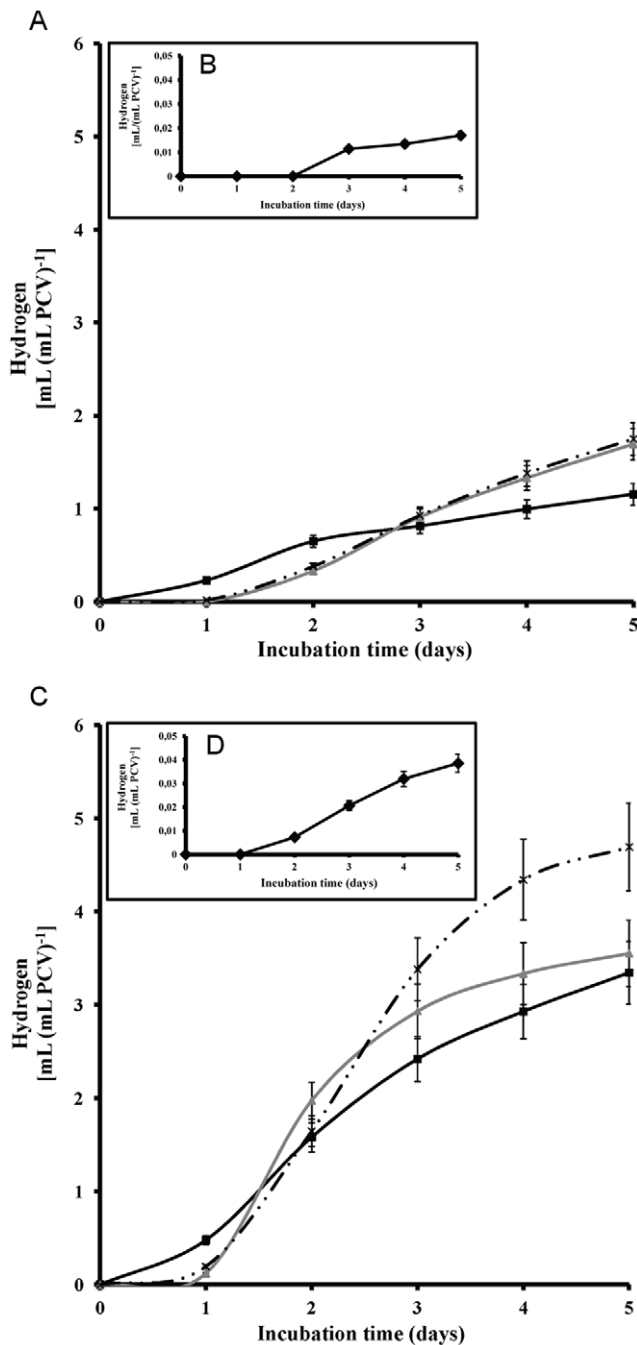 A
6
5
4
3
2
1
0
Hydrogen
[mL (mL PCV)-1]
0 1 2 3 4 5
Incubation time (days)
B
0,05
0,04
0,03
0,02
0,01
0
Hydrogen
[mL/(mL PCV)-1]
0 1 2 3 4 5
Incubation time (days)
C
6
5
4
3
2
1
0
Hydrogen
[mL (mL PCV)-1]
0 1 2 3 4 5
Incubation time (days)
D
0,05
0,04
0,03
0,02
0,01
0
Hydrogen
[mL (mL PCV)-1]
0 1 2 3 4 5
Incubation time (days)